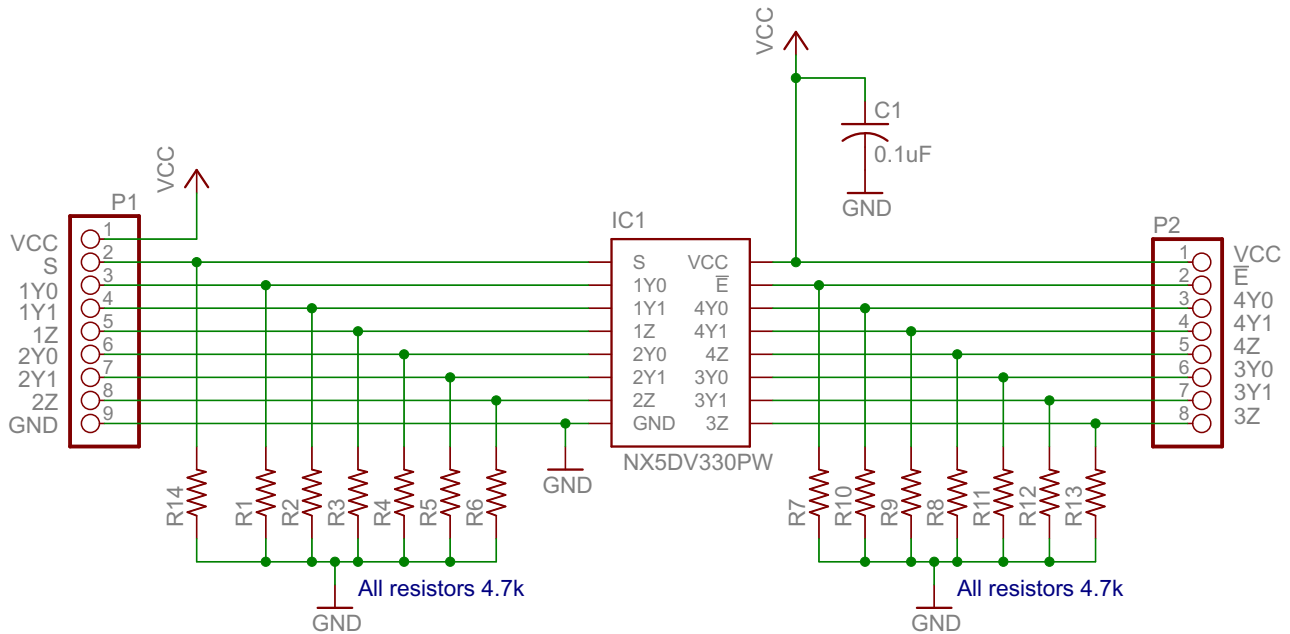 VCC
C1
0.1uF
GND
VCC
P1
VCC
S
1Y0
1Y1
1Z
2Y0
2Y1
2Z
GND
1
2
3
4
5
6
7
8
9
IC1
S
1Y0
1Y1
1Z
2Y0
2Y1
2Z
GND
VCC
E̅
4Y0
4Y1
4Z
3Y0
3Y1
3Z
NX5DV330PW
P2
1
2
3
4
5
6
7
8
VCC
E̅
4Y0
4Y1
4Z
3Y0
3Y1
3Z
GND
R14
R1
R2
R3
R4
R5
R6
R7
R10
R9
R8
R11
R12
R13
All resistors 4.7k
GND
All resistors 4.7k
GND